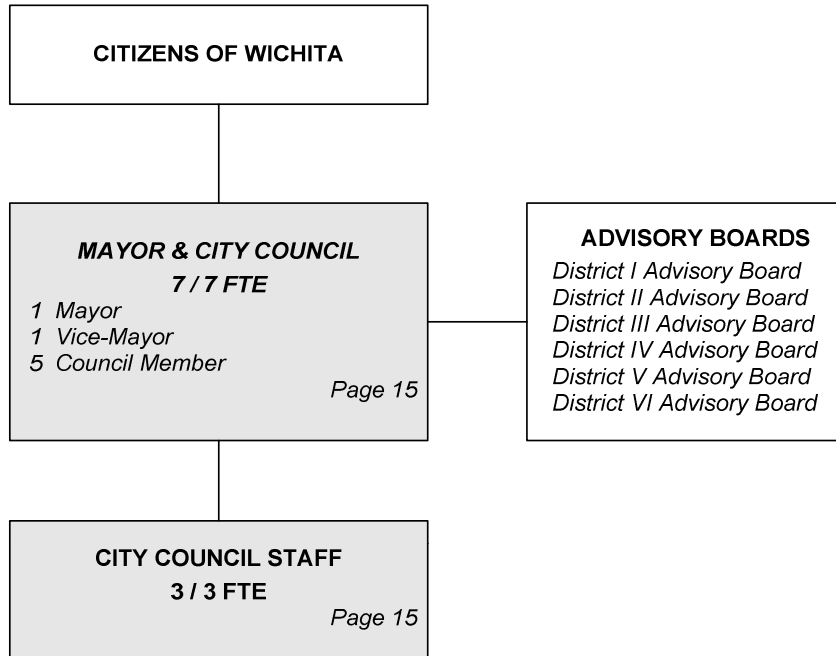 CITIZENS OF WICHITA
MAYOR & CITY COUNCIL
7 / 7 FTE
1 Mayor
1 Vice-Mayor
5 Council Member
Page 15
ADVISORY BOARDS
District I Advisory Board
District II Advisory Board
District III Advisory Board
District IV Advisory Board
District V Advisory Board
District VI Advisory Board
CITY COUNCIL STAFF
3 / 3 FTE
Page 15